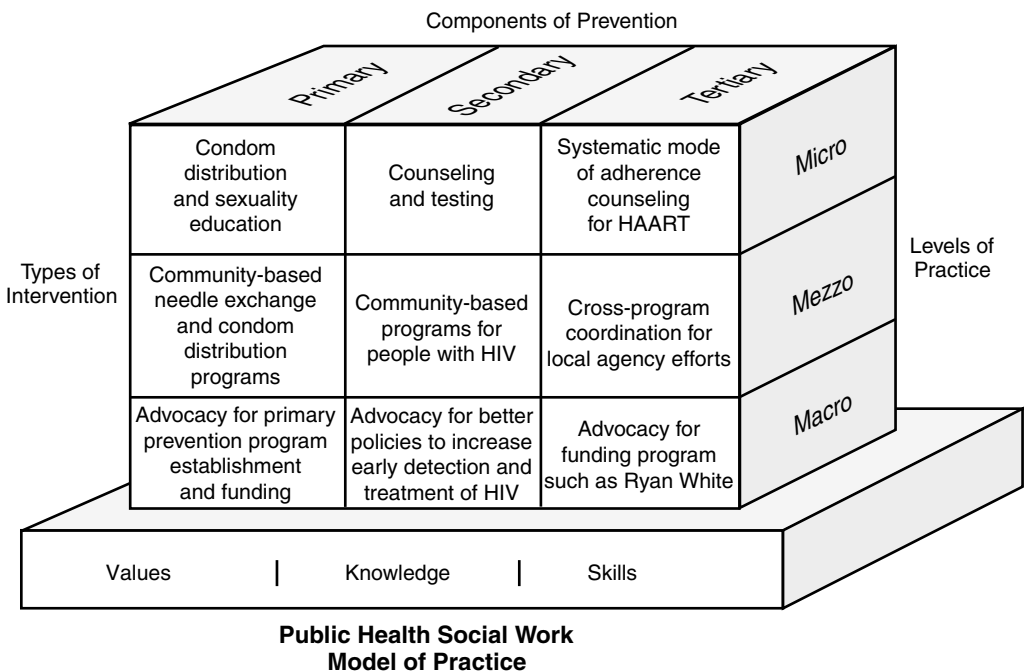 Components of Prevention
Primary
Secondary
Tertiary
Condom
distribution
and sexuality
education
Counseling
and testing
Systematic mode
of adherence
counseling
for HAART
Micro
Types of
Intervention
Community-based
needle exchange
and condom
distribution
programs
Community-based
programs for
people with HIV
Cross-program
coordination for
local agency efforts
Mezzo
Levels of
Practice
Advocacy for primary
prevention program
establishment
and funding
Advocacy for better
policies to increase
early detection and
treatment of HIV
Advocacy for
funding program
such as Ryan White
Macro
Values | Knowledge | Skills
Public Health Social Work
Model of Practice